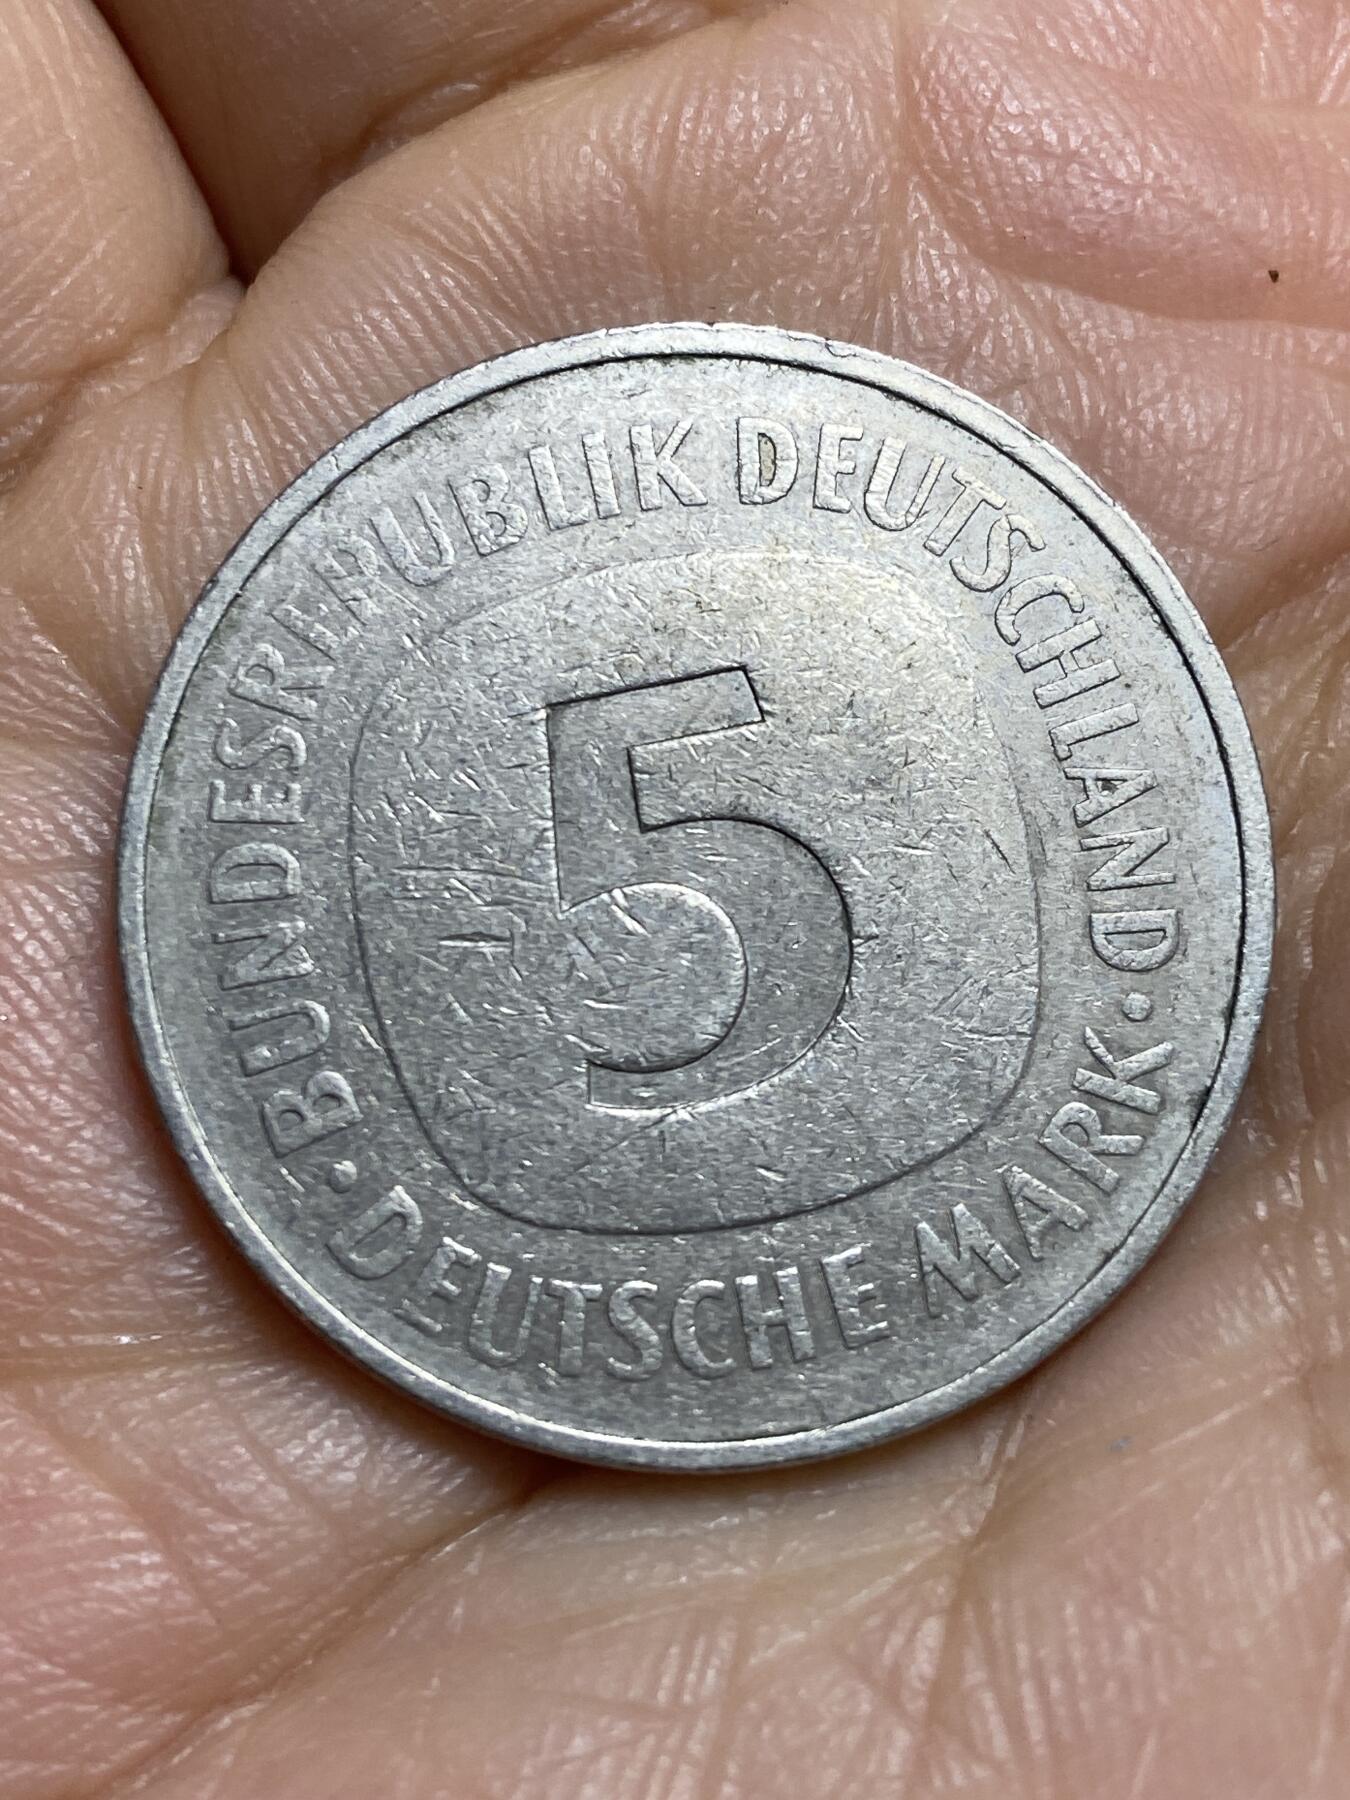 BUNDESREPUBLIK DEUTSCHLAND
5
· DEUTSCHE MARK ·